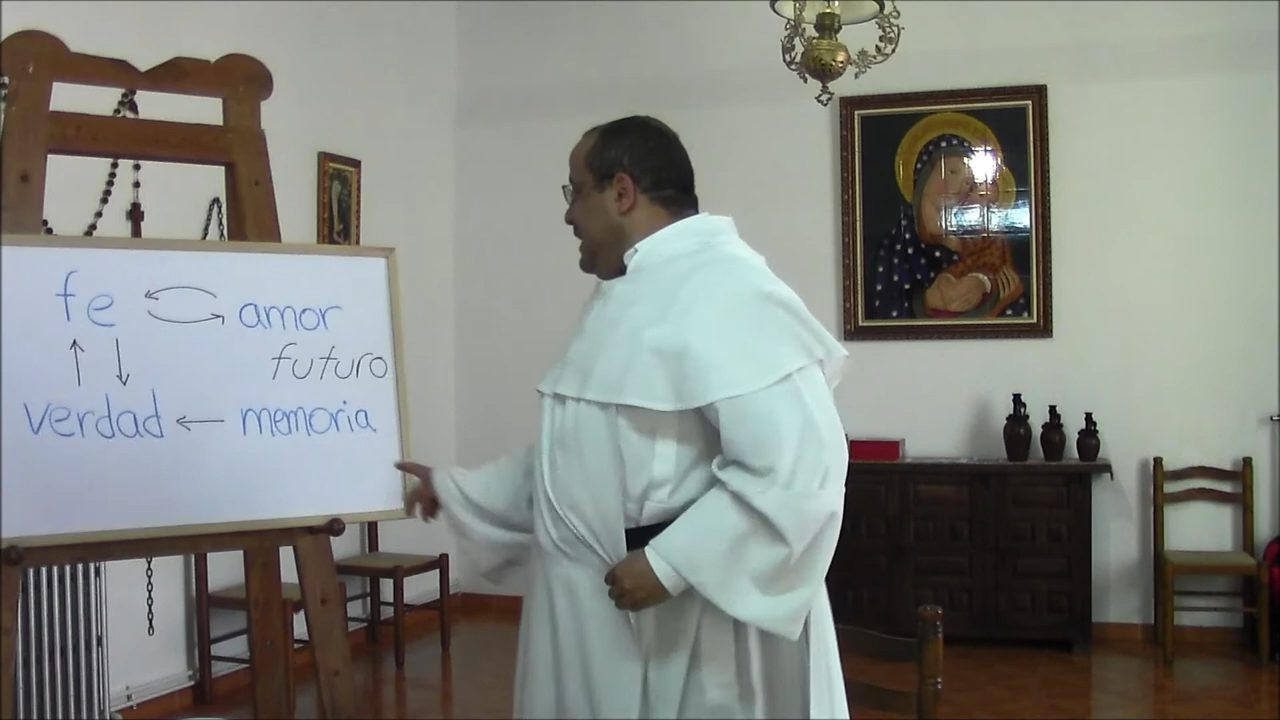 fe ⇄ amor
futuro
↑ ↓
verdad ← memoria